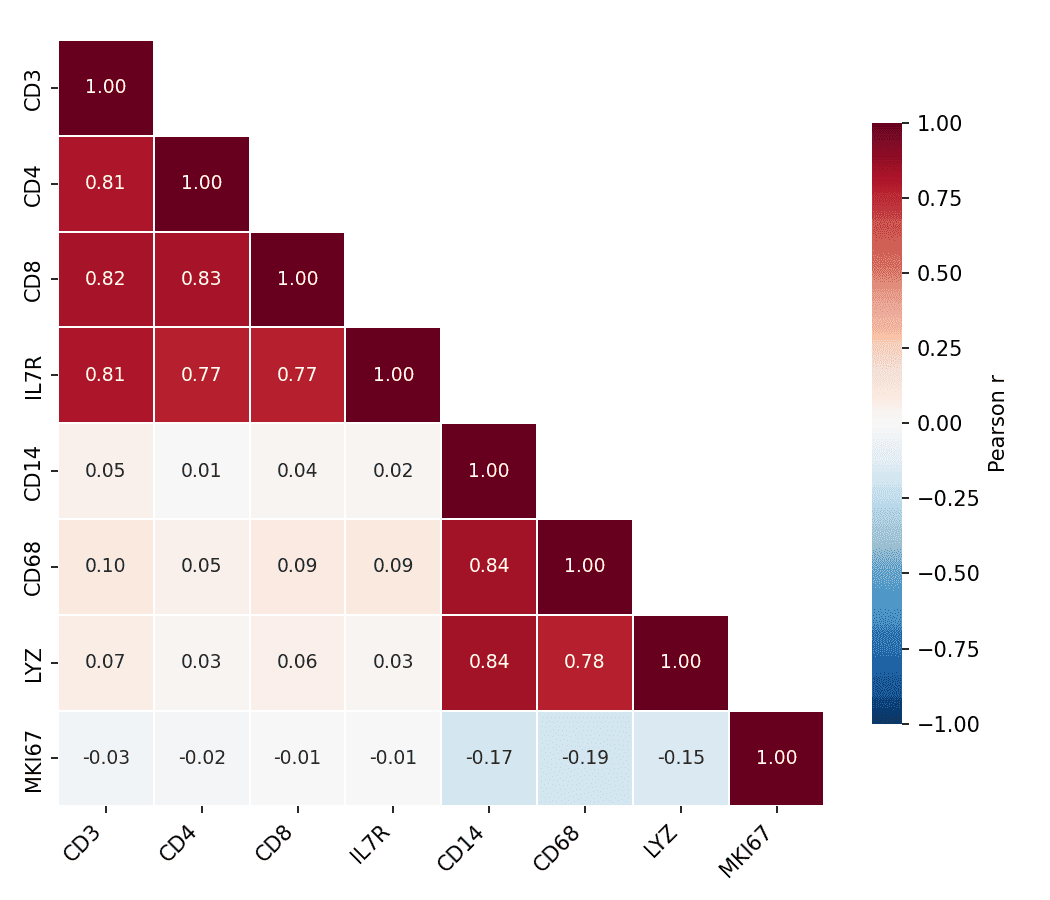 CD3 1.00
CD4 0.81 1.00
CD8 0.82 0.83 1.00
IL7R 0.81 0.77 0.77 1.00
CD14 0.05 0.01 0.04 0.02 1.00
CD68 0.10 0.05 0.09 0.09 0.84 1.00
LYZ 0.07 0.03 0.06 0.03 0.84 0.78 1.00
MKI67 -0.03 -0.02 -0.01 -0.01 -0.17 -0.19 -0.15 1.00
CD3 CD4 CD8 IL7R CD14 CD68 LYZ MKI67
1.00
0.75
0.50
0.25
0.00
−0.25
−0.50
−0.75
−1.00
Pearson r